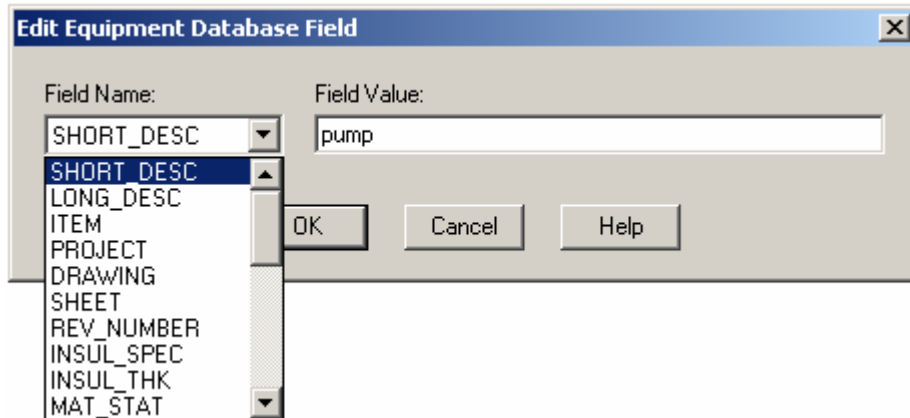 Edit Equipment Database Field
Field Name: Field Value:
SHORT_DESC pump
SHORT_DESC
LONG_DESC
ITEM
OK Cancel Help
PROJECT
DRAWING
SHEET
REV_NUMBER
INSUL_SPEC
INSUL_THK
MAT_STAT